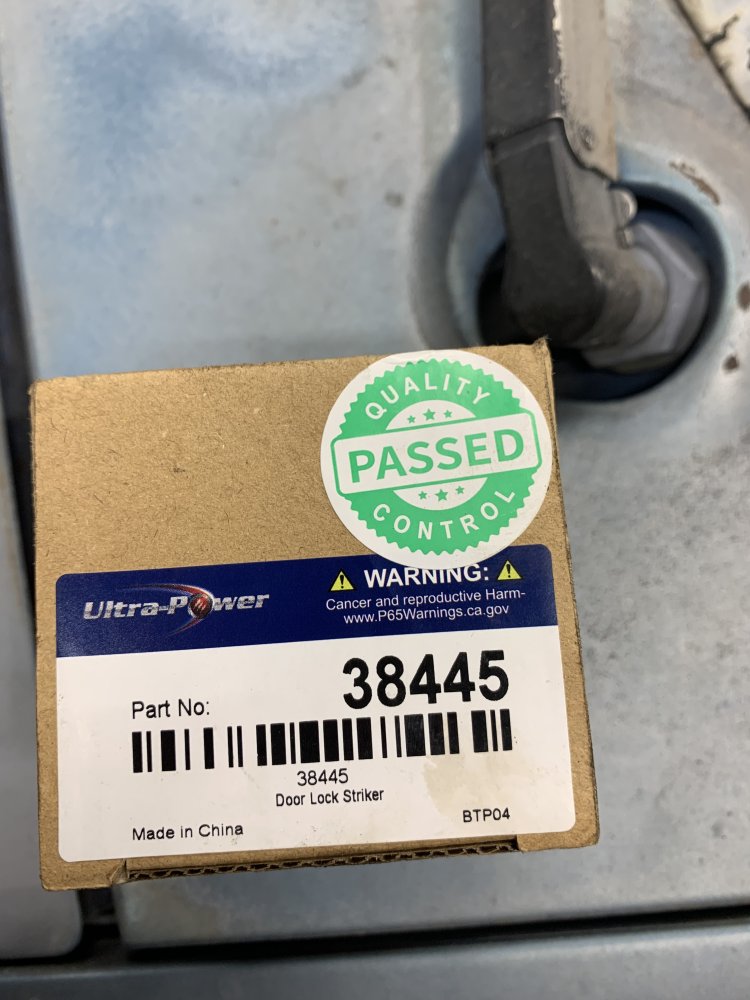 QUALITY
PASSED
CONTROL
Ultra-Power
WARNING:
Cancer and reproductive Harm-
www.P65Warnings.ca.gov
Part No:
38445
38445
Door Lock Striker
Made in China
BTP04